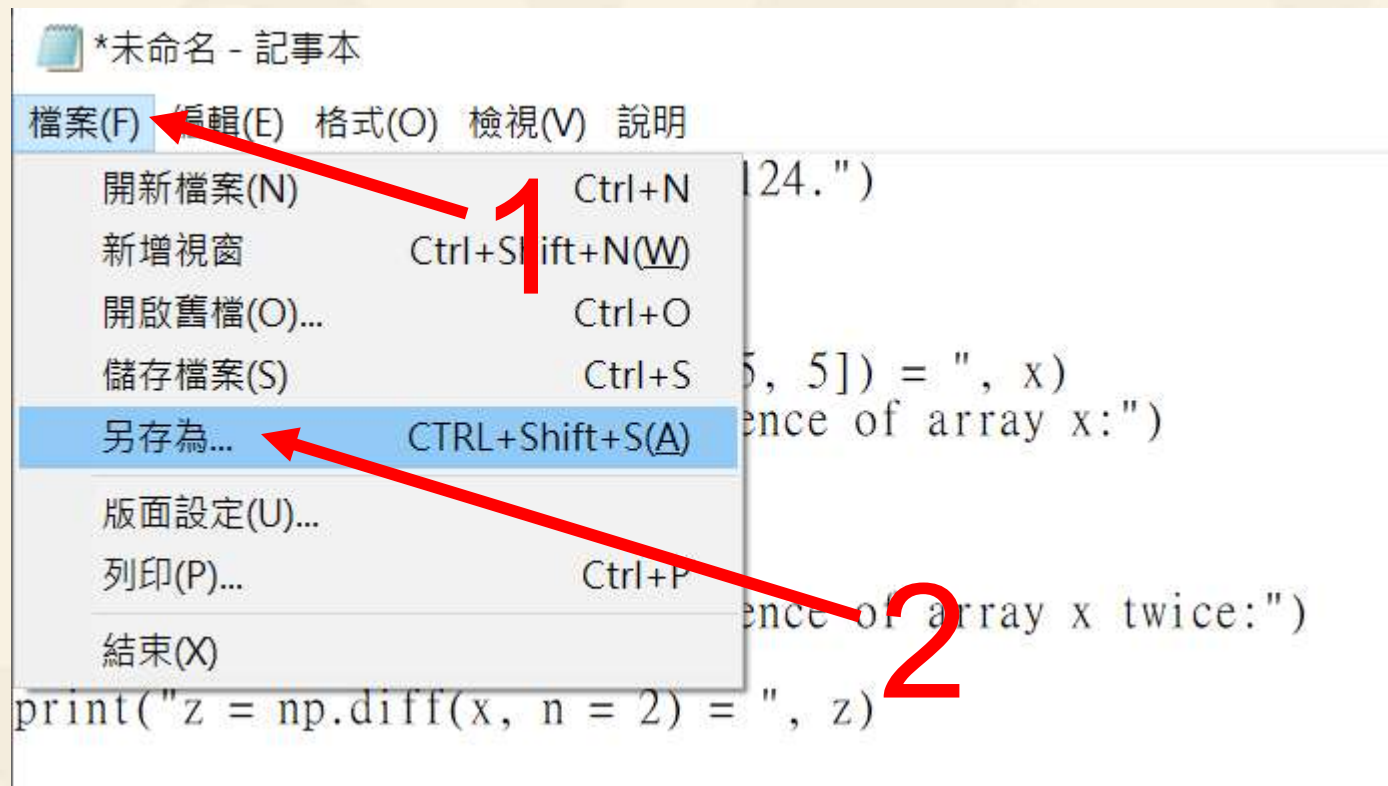 *未命名 - 記事本
檔案(F) 編輯(E) 格式(O) 檢視(V) 說明
開新檔案(N) Ctrl+N
新增視窗 Ctrl+Shift+N(W)
開啟舊檔(O)... Ctrl+O
儲存檔案(S) Ctrl+S
另存為... CTRL+Shift+S(A)
版面設定(U)...
列印(P)... Ctrl+P
結束(X)
1
2
124.")
5, 5]) = ", x)
ence of array x:")
ence of array x twice:")
print("z = np.diff(x, n = 2) = ", z)